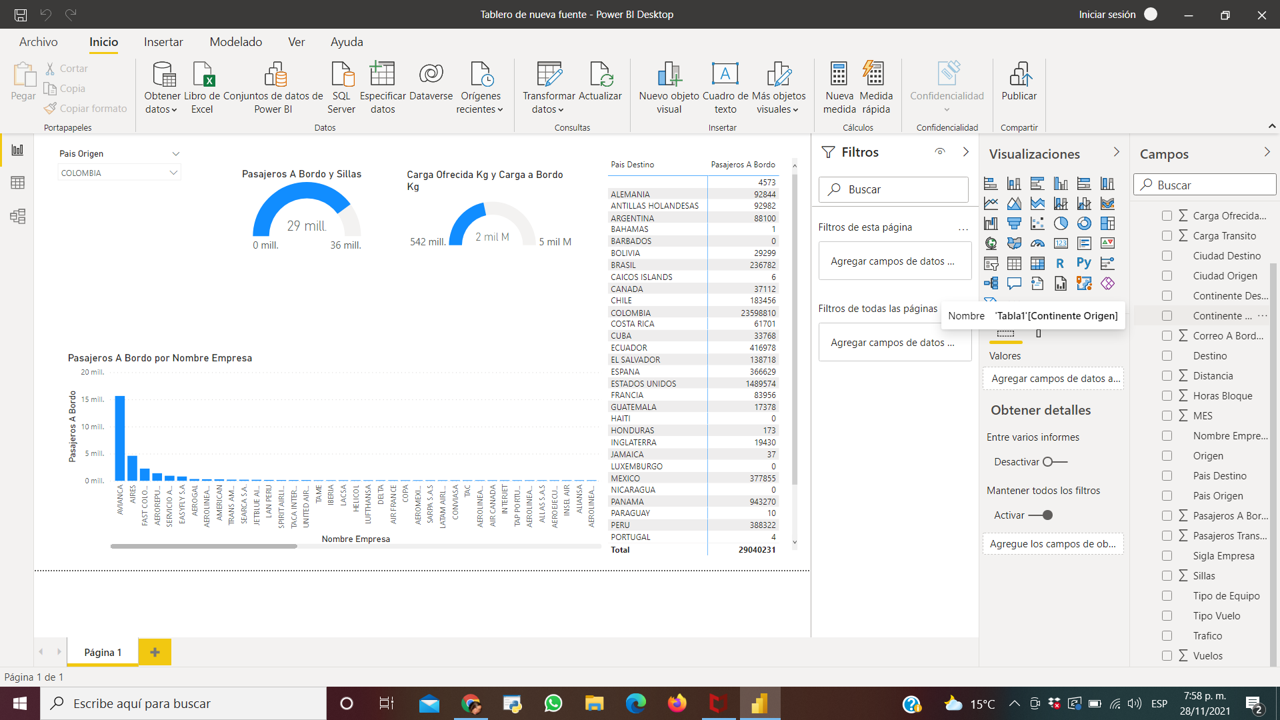 Tablero de nueva fuente - Power BI Desktop
Iniciar sesión
Archivo
Inicio
Insertar
Modelado
Ver
Ayuda
Pegar
Cortar
Copia
Copiar formato
Portapapeles
Obtener datos
Libro de Excel
Conjuntos de datos de Power BI
SQL Server
Especificar datos
Dataverse
Orígenes recientes
Datos
Transformar datos
Actualizar
Consultas
Nuevo objeto visual
Cuadro de texto
Más objetos visuales
Insertar
Nueva medida
Medida rápida
Cálculos
Confidencialidad
Confidencialidad
Publicar
Compartir
Pais Origen
COLOMBIA
Pasajeros A Bordo y Sillas
29 mill.
0 mill.
36 mill.
Carga Ofrecida Kg y Carga a Bordo
Kg
542 mill.
2 mil M
5 mil M
Pasajeros A Bordo por Nombre Empresa
Pasajeros A Bordo
20 mill.
15 mill.
10 mill.
5 mill.
0 mill.
AVIANCA
AIRES
FAST COLO...
AEROREPU...
SERVICIO A...
EASYFLY S.A
AEROGAL
AEROLINEA...
AMERICAN
TRANS AM...
SEARCA S.A.
JETBLUE AI...
LAN PERU
SPIRIT AIRL...
TACA INTER...
UNITED AIR...
TAME
IBERIA
LACSA
HELICOL
LUFTHANSA
DELTA
AIR FRANCE
COPA
AEROMEXI...
SARPA S.A.S
LATAM AIRL...
CONVIASA
TAC
AEROLINEA...
AIR CANADA
INTERJET
TAP PORTU...
AEROLINEA...
ALLAS S.A.S
AEROECU...
INSEL AIR
ALIANSA
AEROLINEA...
Nombre Empresa
Pais Destino Pasajeros A Bordo
4573
ALEMANIA 92844
ANTILLAS HOLANDESAS 92982
ARGENTINA 88100
BAHAMAS 1
BARBADOS 0
BOLIVIA 29299
BRASIL 236782
CAICOS ISLANDS 6
CANADA 37112
CHILE 183456
COLOMBIA 23598810
COSTA RICA 61701
CUBA 33768
ECUADOR 416978
EL SALVADOR 138718
ESPANA 366629
ESTADOS UNIDOS 1489574
FRANCIA 83956
GUATEMALA 17378
HAITI 0
HONDURAS 173
INGLATERRA 19430
JAMAICA 37
LUXEMBURGO 0
MEXICO 377855
NICARAGUA 0
PANAMA 943270
PARAGUAY 10
PERU 388322
PORTUGAL 4
Total 29040231
Filtros
Buscar
Filtros de esta página ...
Agregar campos de datos ...
Filtros de todas las páginas
Agregar campos de datos ...
Visualizaciones
R
Py
Nombre 'Tabla1'[Continente Origen]
Valores
Agregar campos de datos a...
Obtener detalles
Entre varios informes
Desactivar
Mantener todos los filtros
Activar
Agregue los campos de ob...
Campos
Buscar
Carga Ofrecida...
Carga Transito
Ciudad Destino
Ciudad Origen
Continente Des...
Continente ... ...
Correo A Bord...
Destino
Distancia
Horas Bloque
MES
Nombre Empre...
Origen
Pais Destino
Pais Origen
Pasajeros A Bor...
Pasajeros Trans...
Sigla Empresa
Sillas
Tipo de Equipo
Tipo Vuelo
Trafico
Vuelos
Página 1
Página 1 de 1
Escribe aquí para buscar
15°C
ESP
7:58 p. m.
28/11/2021
2